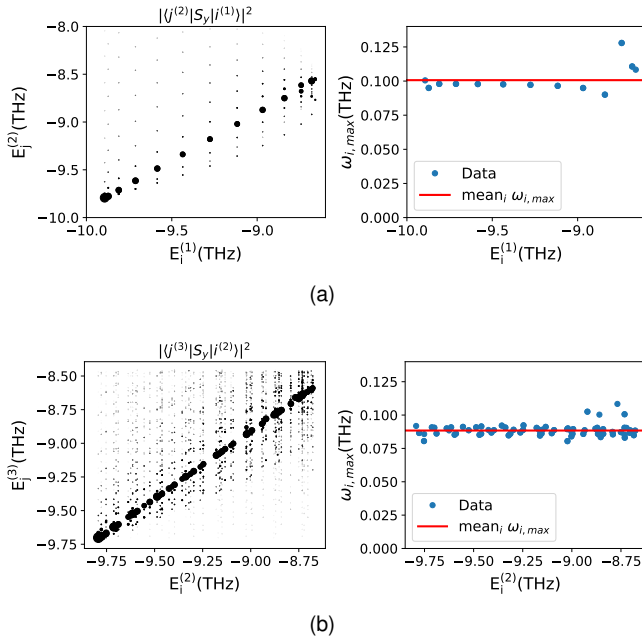 |⟨j⁽²⁾|S_y|i⁽¹⁾⟩|²
E_j⁽²⁾(THz)
−8.0
−8.5
−9.0
−9.5
−10.0
−10.0 −9.5 −9.0
E_i⁽¹⁾(THz)
ω_{i,max}(THz)
0.125
0.100
0.075
0.050
0.025
0.000
Data
mean_i ω_{i,max}
−10.0 −9.5 −9.0
E_i⁽¹⁾(THz)
(a)
|⟨j⁽³⁾|S_y|i⁽²⁾⟩|²
E_j⁽³⁾(THz)
−8.50
−8.75
−9.00
−9.25
−9.50
−9.75
−9.75 −9.50 −9.25 −9.00 −8.75
E_i⁽²⁾(THz)
ω_{i,max}(THz)
0.125
0.100
0.075
0.050
0.025
0.000
Data
mean_i ω_{i,max}
−9.75 −9.50 −9.25 −9.00 −8.75
E_i⁽²⁾(THz)
(b)